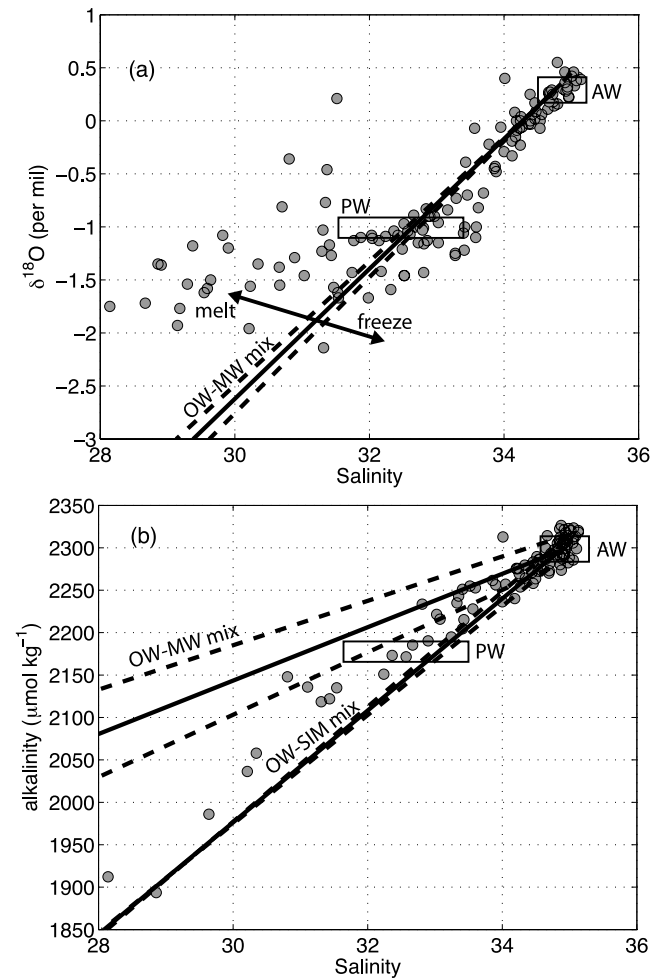 1
(a)
0.5
AW
0
−0.5
PW
−1
δ18O (per mil)
−1.5
melt
freeze
−2
OW-MW mix
−2.5
−3
28 30 32 34 36
Salinity
2350
(b)
2300
AW
2250
OW-MW mix
2200
PW
2150
alkalinity (μmol kg−1)
2100
OW-SIM mix
2050
2000
1950
1900
1850
28 30 32 34 36
Salinity